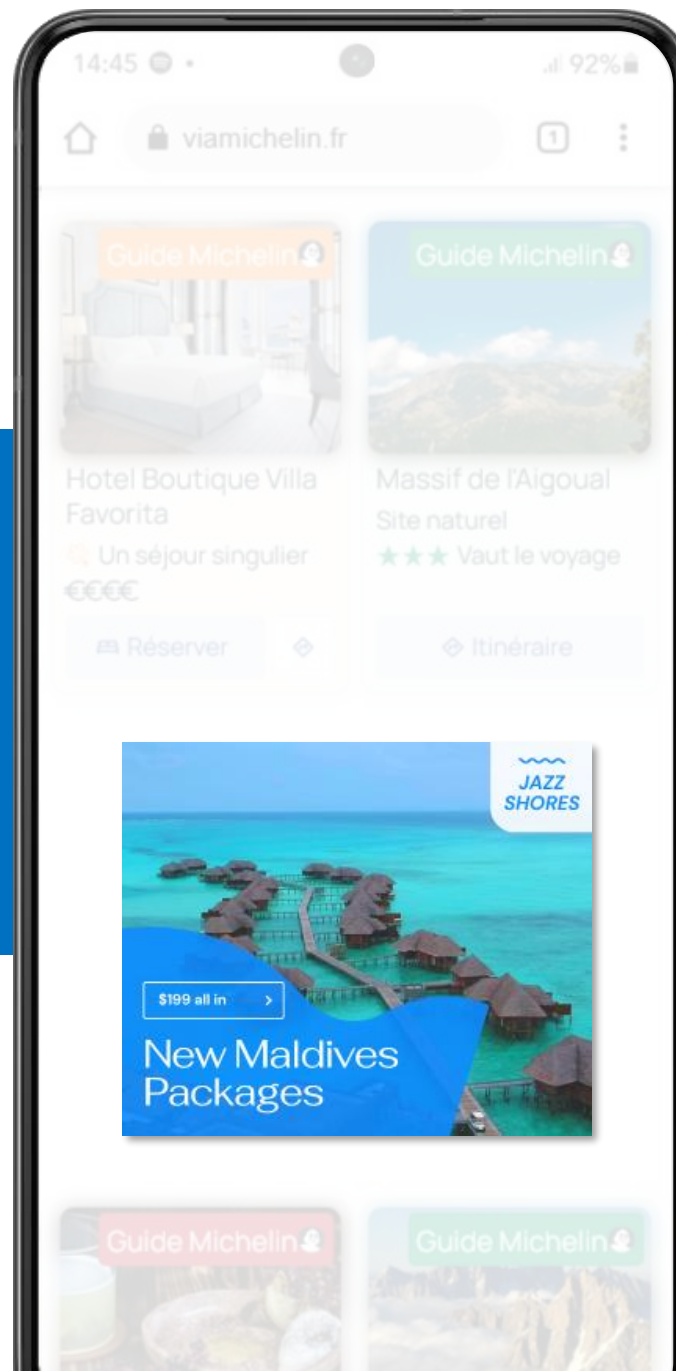 14:45
92%
viamichelin.fr
1
Guide Michelin
Guide Michelin
Hotel Boutique Villa
Favorita
Un séjour singulier
€€€€
Réserver
Massif de l'Aigoual
Site naturel
★★★ Vaut le voyage
Itinéraire
JAZZ
SHORES
$199 all in >
New Maldives
Packages
Guide Michelin
Guide Michelin